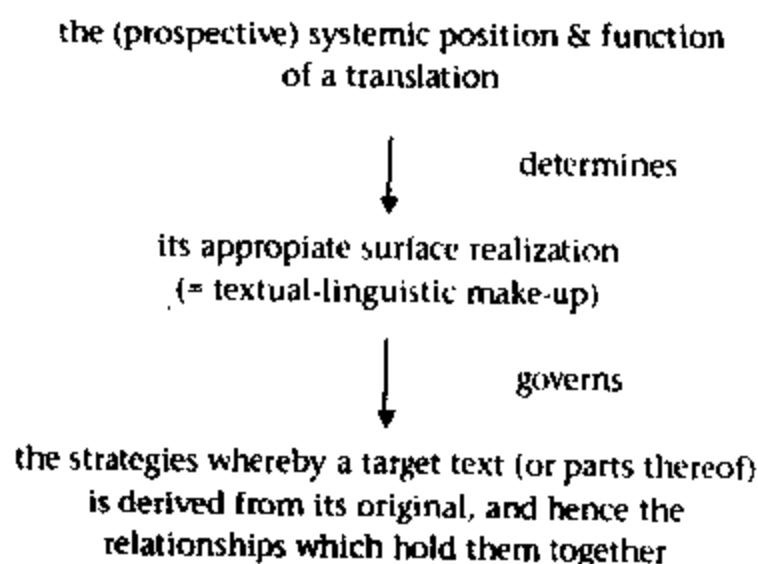 the (prospective) systemic position & function
of a translation
determines
its appropiate surface realization
(= textual-linguistic make-up)
governs
the strategies whereby a target text (or parts thereof)
is derived from its original, and hence the
relationships which hold them together